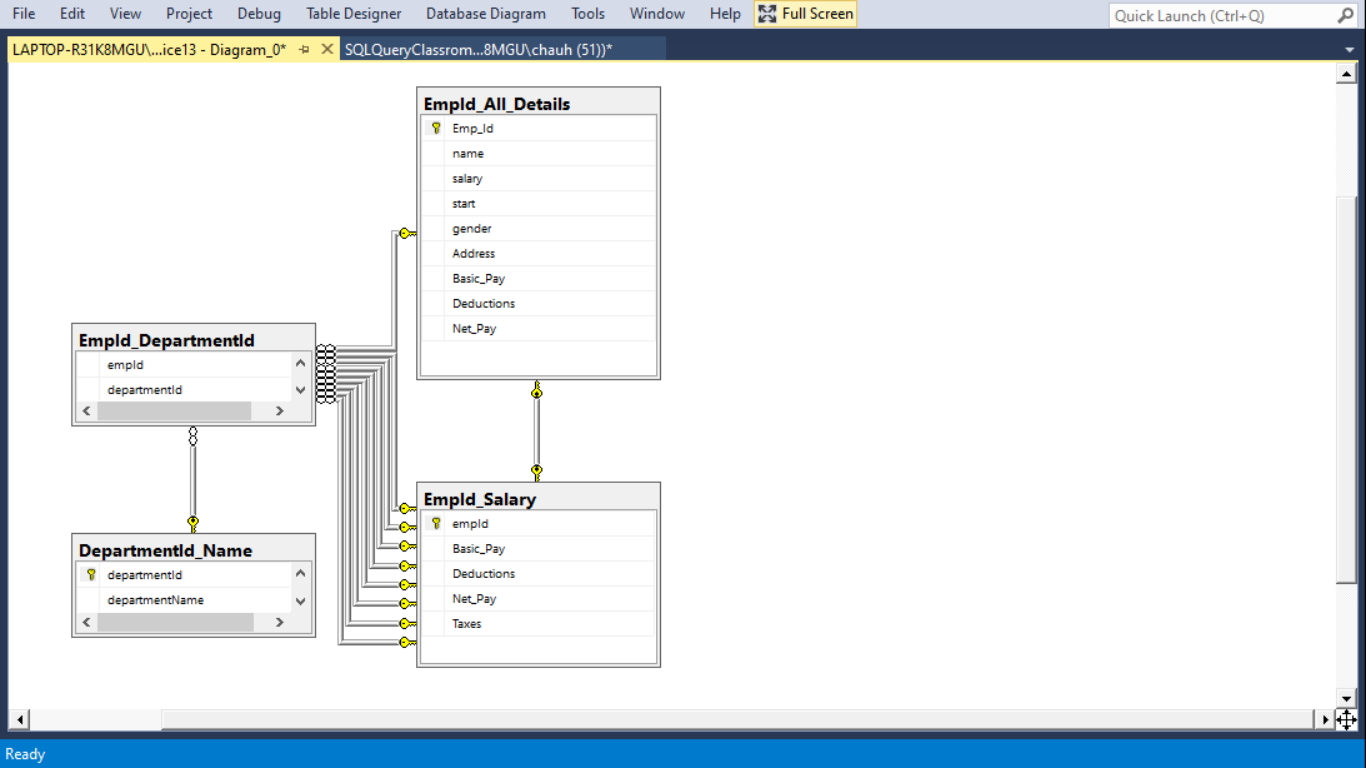 File Edit View Project Debug Table Designer Database Diagram Tools Window Help Full Screen Quick Launch (Ctrl+Q)
LAPTOP-R31K8MGU\...ice13 - Diagram_0* SQLQueryClassrom...8MGU\chauh (51))*
EmpId_All_Details
Emp_Id
name
salary
start
gender
Address
Basic_Pay
Deductions
Net_Pay
EmpId_DepartmentId
empId
departmentId
EmpId_Salary
empId
Basic_Pay
Deductions
Net_Pay
Taxes
DepartmentId_Name
departmentId
departmentName
Ready